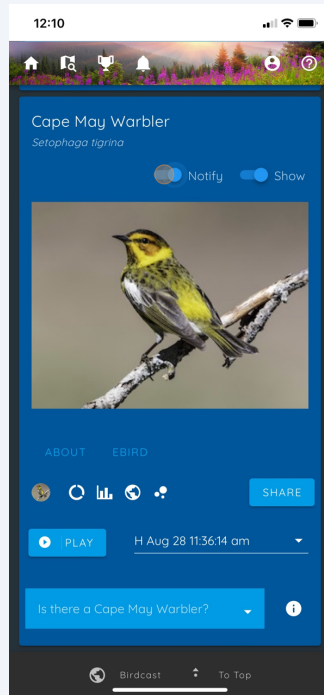 12:10
Cape May Warbler
Setophaga tigrina
Notify Show
ABOUT EBIRD
SHARE
PLAY H Aug 28 11:36:14 am
Is there a Cape May Warbler?
Birdcast To Top